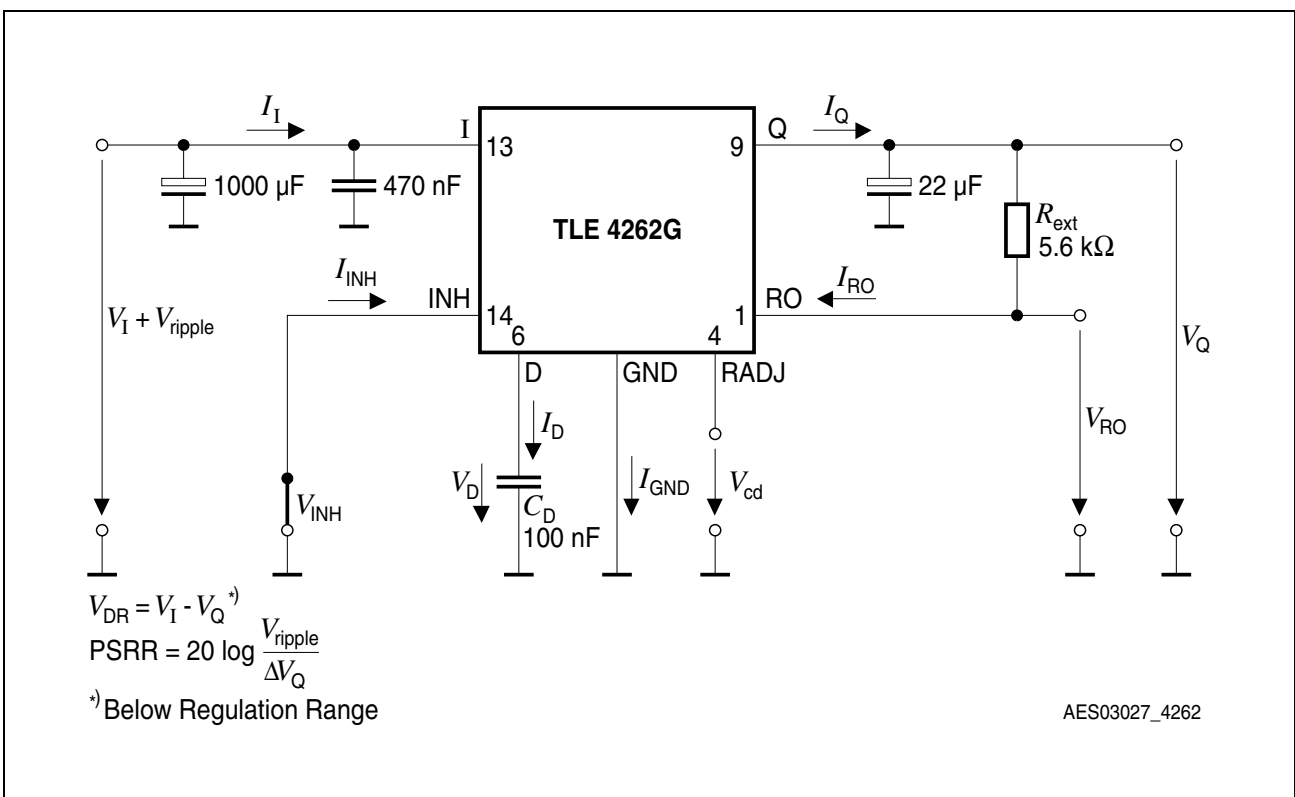 I_I
I
13
1000 µF
470 nF
I_Q
Q
9
22 µF
R_ext
5.6 kΩ
TLE 4262G
I_INH
INH
14
6
I_RO
RO
1
4
V_I + V_ripple
V_Q
D
GND
RADJ
I_D
V_D
C_D
100 nF
I_GND
V_cd
V_RO
V_INH
V_DR = V_I - V_Q *)
PSRR = 20 log V_ripple / ΔV_Q
*) Below Regulation Range
AES03027_4262